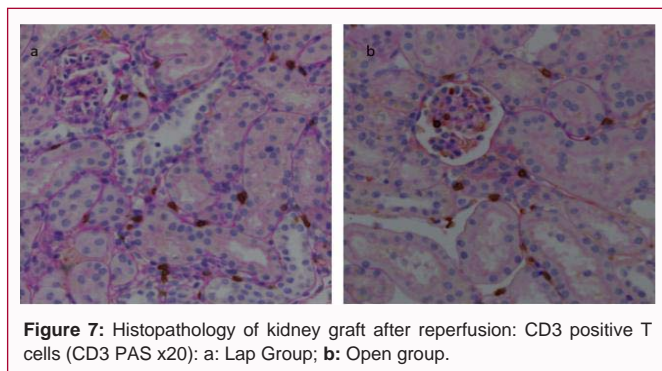 a
b
Figure 7: Histopathology of kidney graft after reperfusion: CD3 positive T
cells (CD3 PAS x20): a: Lap Group; b: Open group.